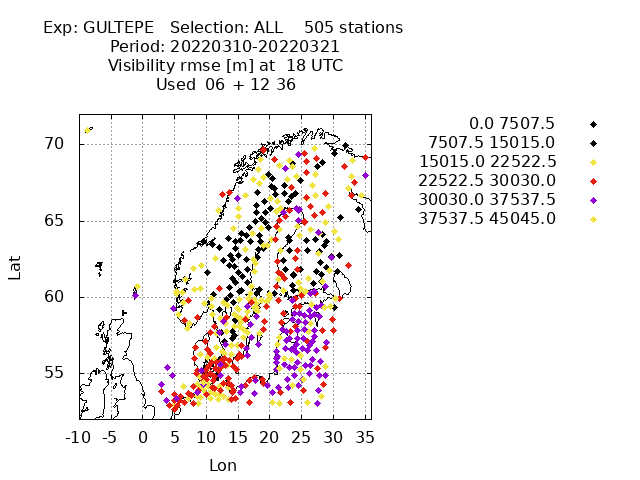 Exp: GULTEPE Selection: ALL 505 stations
Period: 20220310-20220321
Visibility rmse [m] at 18 UTC
Used 06 + 12 36
0.0 7507.5
7507.5 15015.0
15015.0 22522.5
22522.5 30030.0
30030.0 37537.5
37537.5 45045.0
70
65
60
55
Lat
-10 -5 0 5 10 15 20 25 30 35
Lon